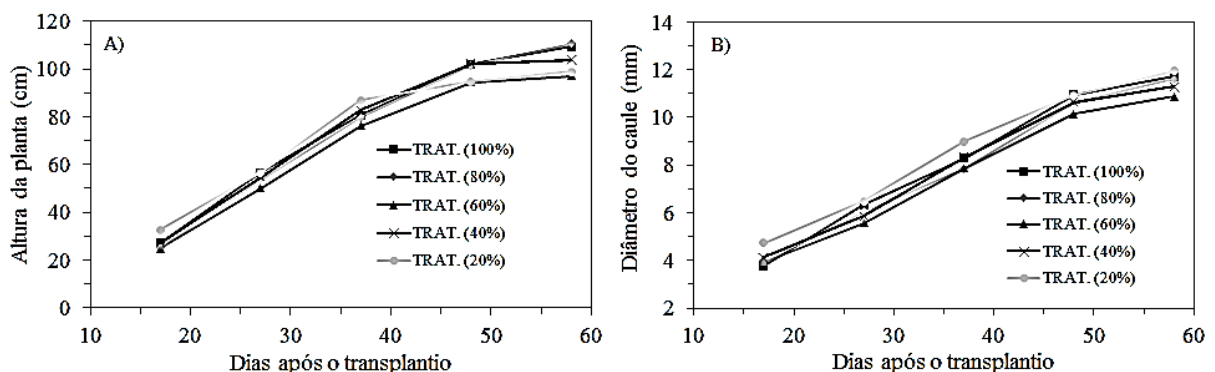 A)
Altura da planta (cm)
120
100
80
60
40
20
0
TRAT. (100%)
TRAT. (80%)
TRAT. (60%)
TRAT. (40%)
TRAT. (20%)
10 20 30 40 50 60
Dias após o transplantio
B)
Diâmetro do caule (mm)
14
12
10
8
6
4
2
TRAT. (100%)
TRAT. (80%)
TRAT. (60%)
TRAT. (40%)
TRAT. (20%)
10 20 30 40 50 60
Dias após o transplantio